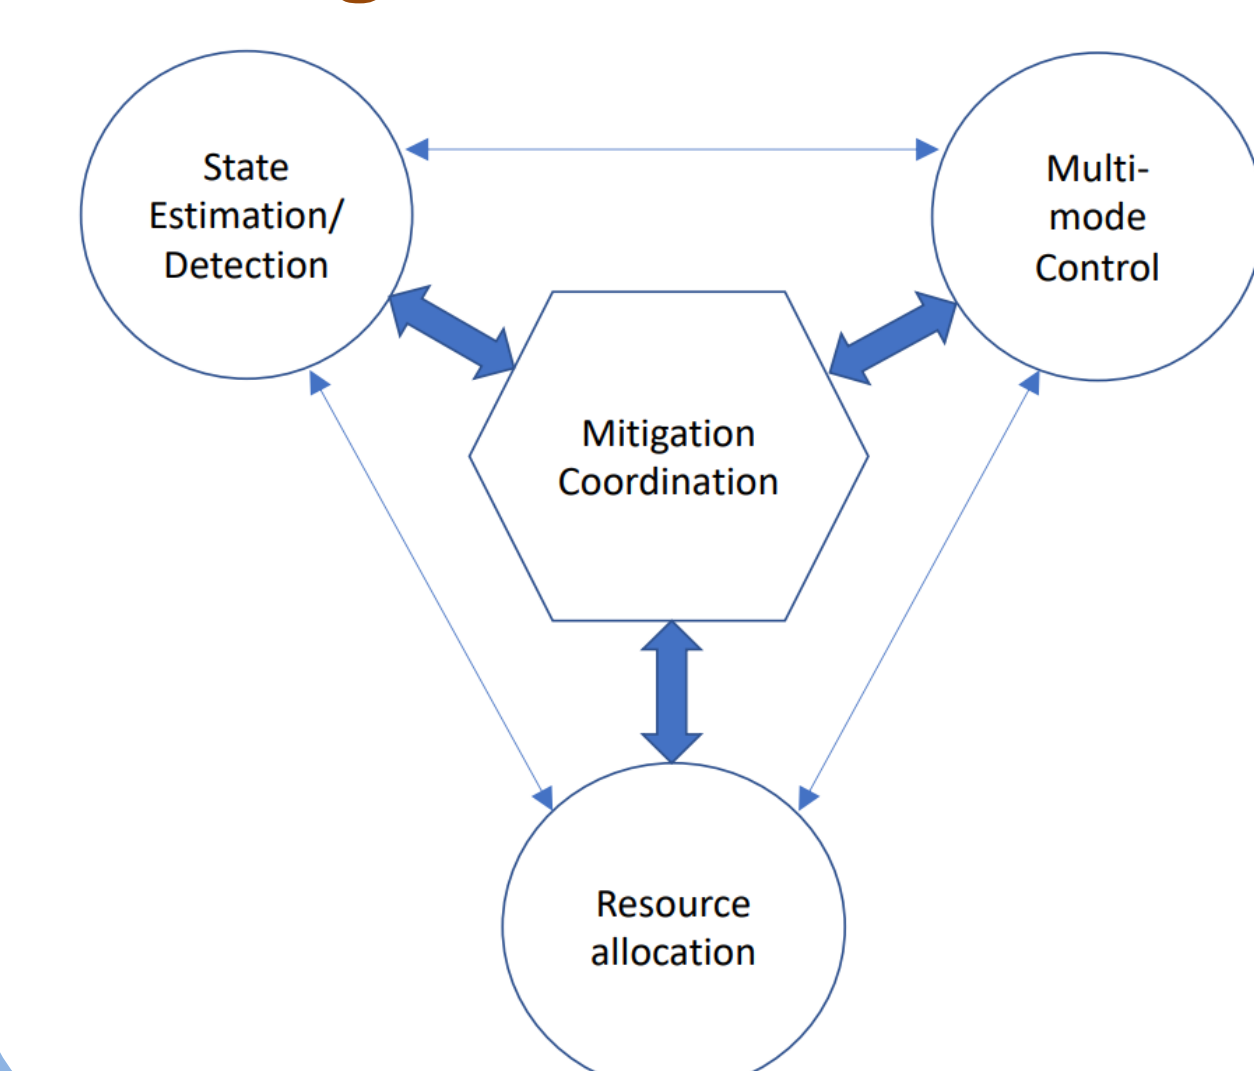 State
Estimation/
Detection
Multi-
mode
Control
Mitigation
Coordination
Resource
allocation